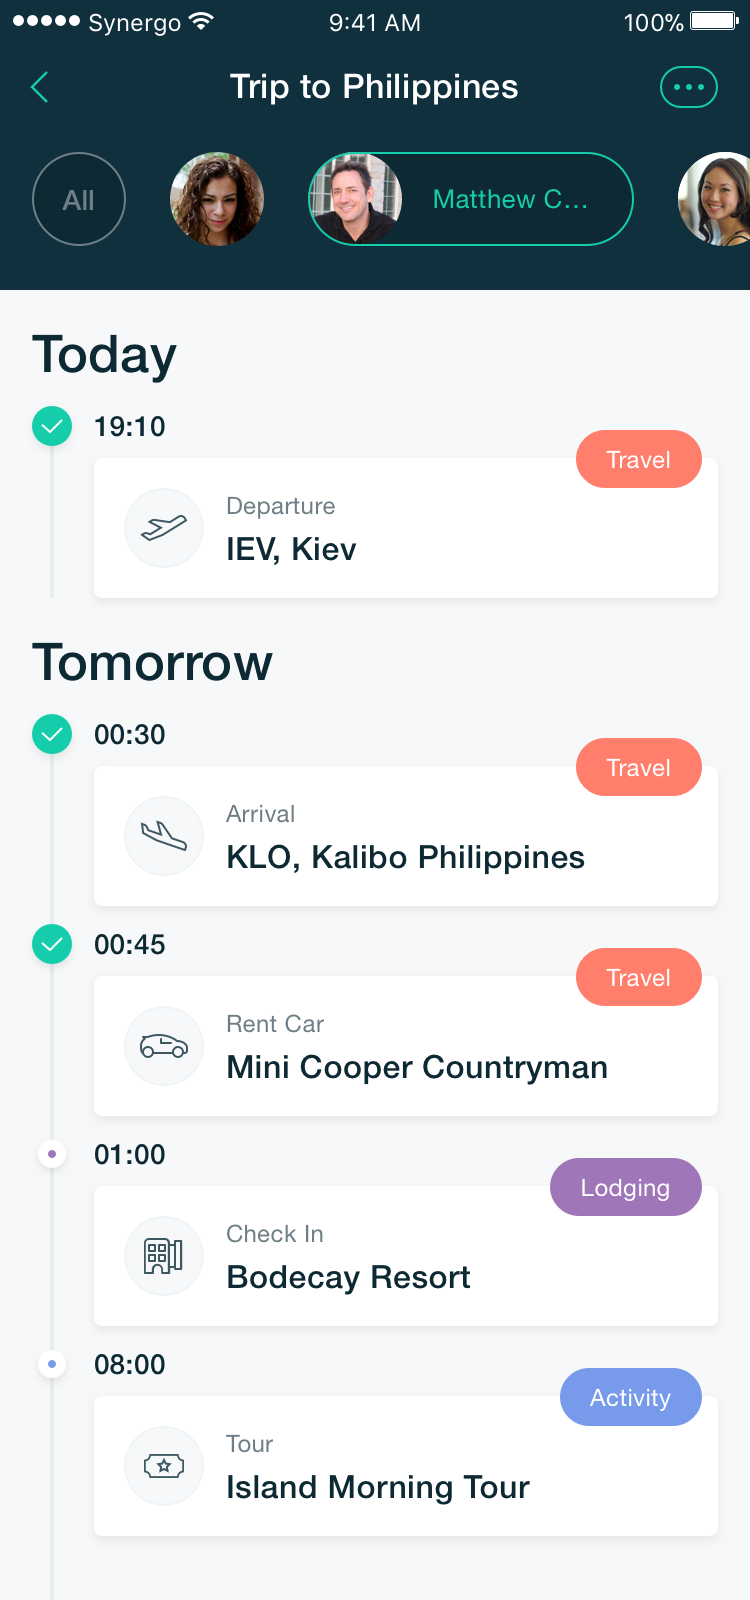 Synergo 9:41 AM 100%
Trip to Philippines
All Matthew C...
Today
19:10
Travel
Departure
IEV, Kiev
Tomorrow
00:30
Travel
Arrival
KLO, Kalibo Philippines
00:45
Travel
Rent Car
Mini Cooper Countryman
01:00
Lodging
Check In
Bodecay Resort
08:00
Activity
Tour
Island Morning Tour